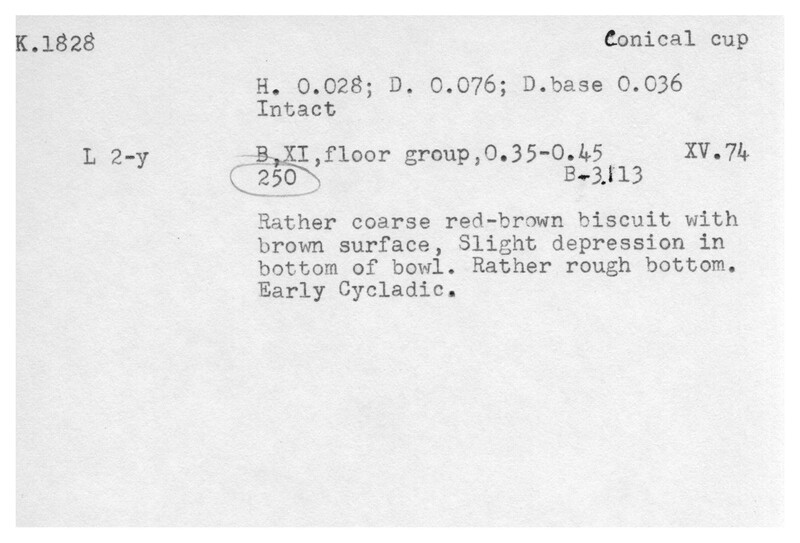 K.1828 Conical cup
H. 0.028; D. 0.076; D.base 0.036
Intact
L 2-y B,XI,floor group,0.35-0.45 XV.74
250 B-3.113
Rather coarse red-brown biscuit with
brown surface, Slight depression in
bottom of bowl. Rather rough bottom.
Early Cycladic.